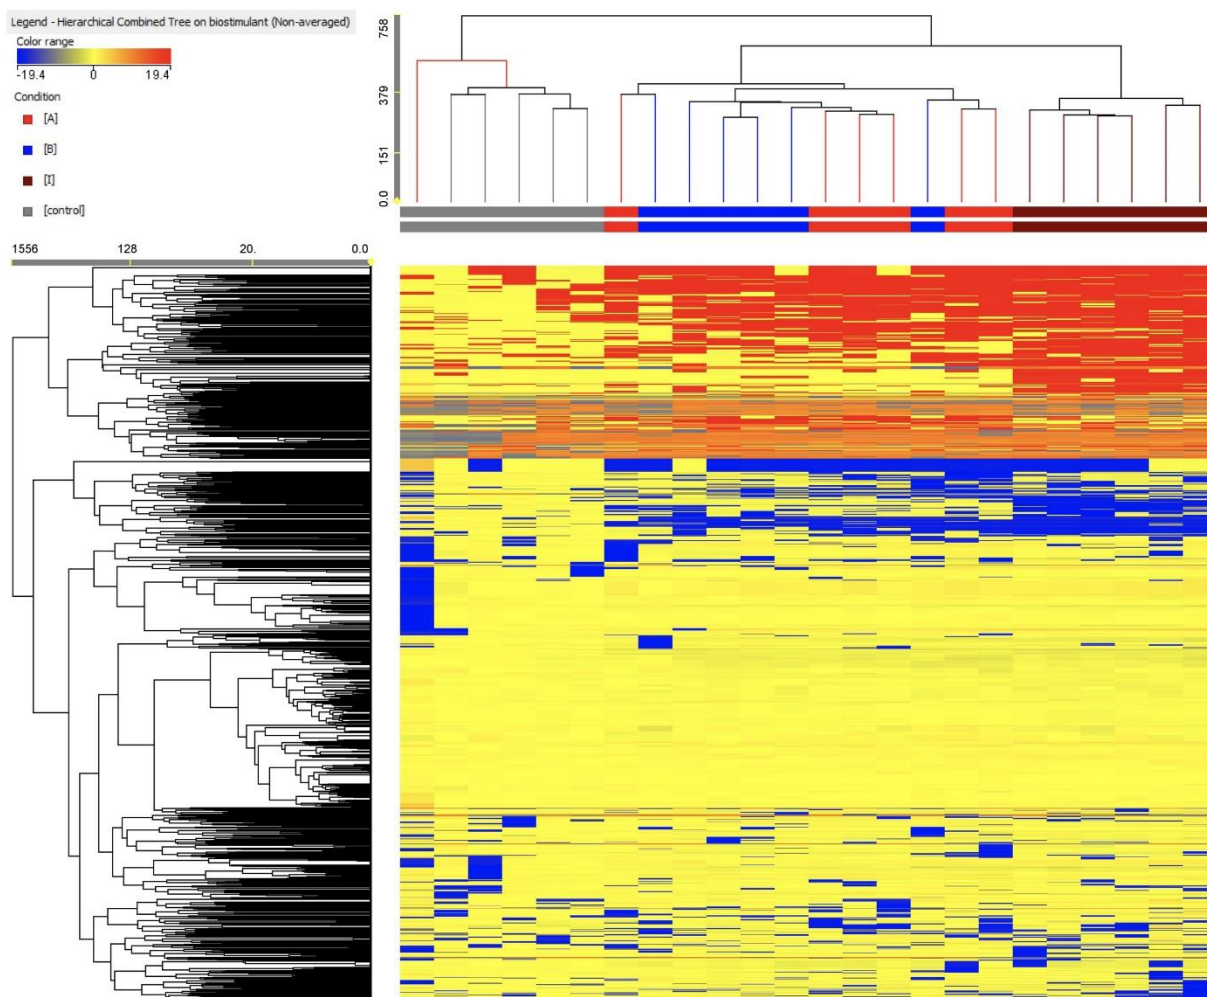 Legend - Hierarchical Combined Tree on biostimulant (Non-averaged)
Color range
-19.4 0 19.4
Condition
[A]
[B]
[I]
[control]
758
379
151
0.0
1556 128 20. 0.0